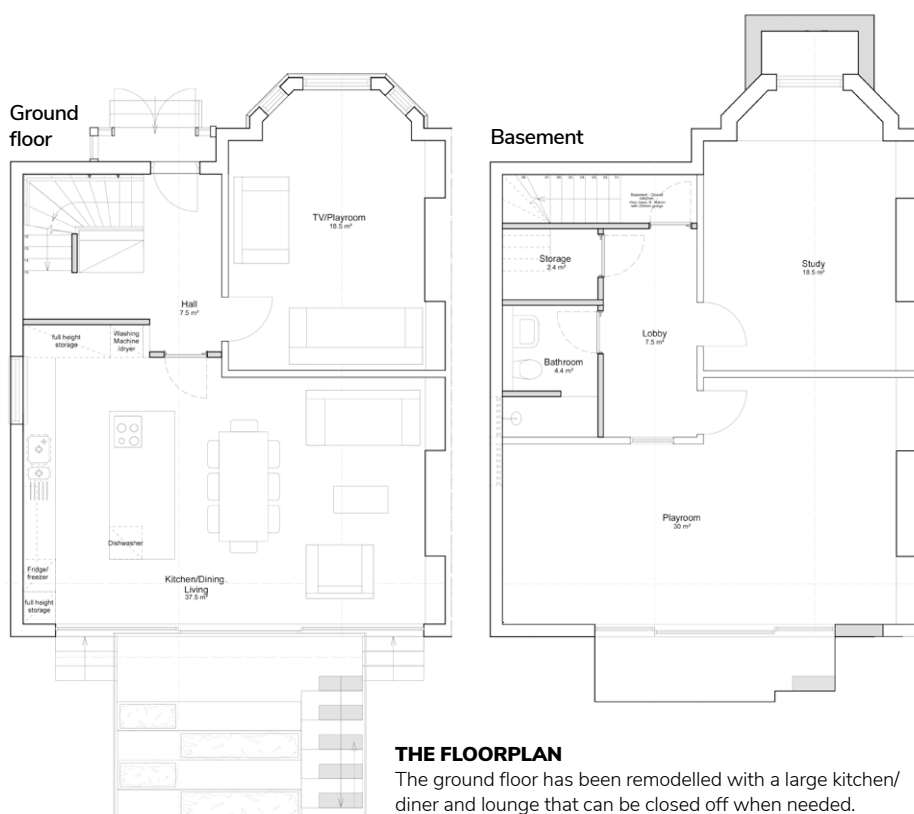 Ground
floor
TV/Playroom
18.5 m²
Hall
7.5 m²
full height
storage
Washing
Machine
/dryer
Dishwasher
Fridge/
freezer
full height
storage
Kitchen/Dining.
Living
37.5 m²
Basement
Storage
2.4 m²
Study
18.5 m²
Lobby
7.5 m²
Bathroom
4.4 m²
Playroom
30 m²
THE FLOORPLAN
The ground floor has been remodelled with a large kitchen/
diner and lounge that can be closed off when needed.